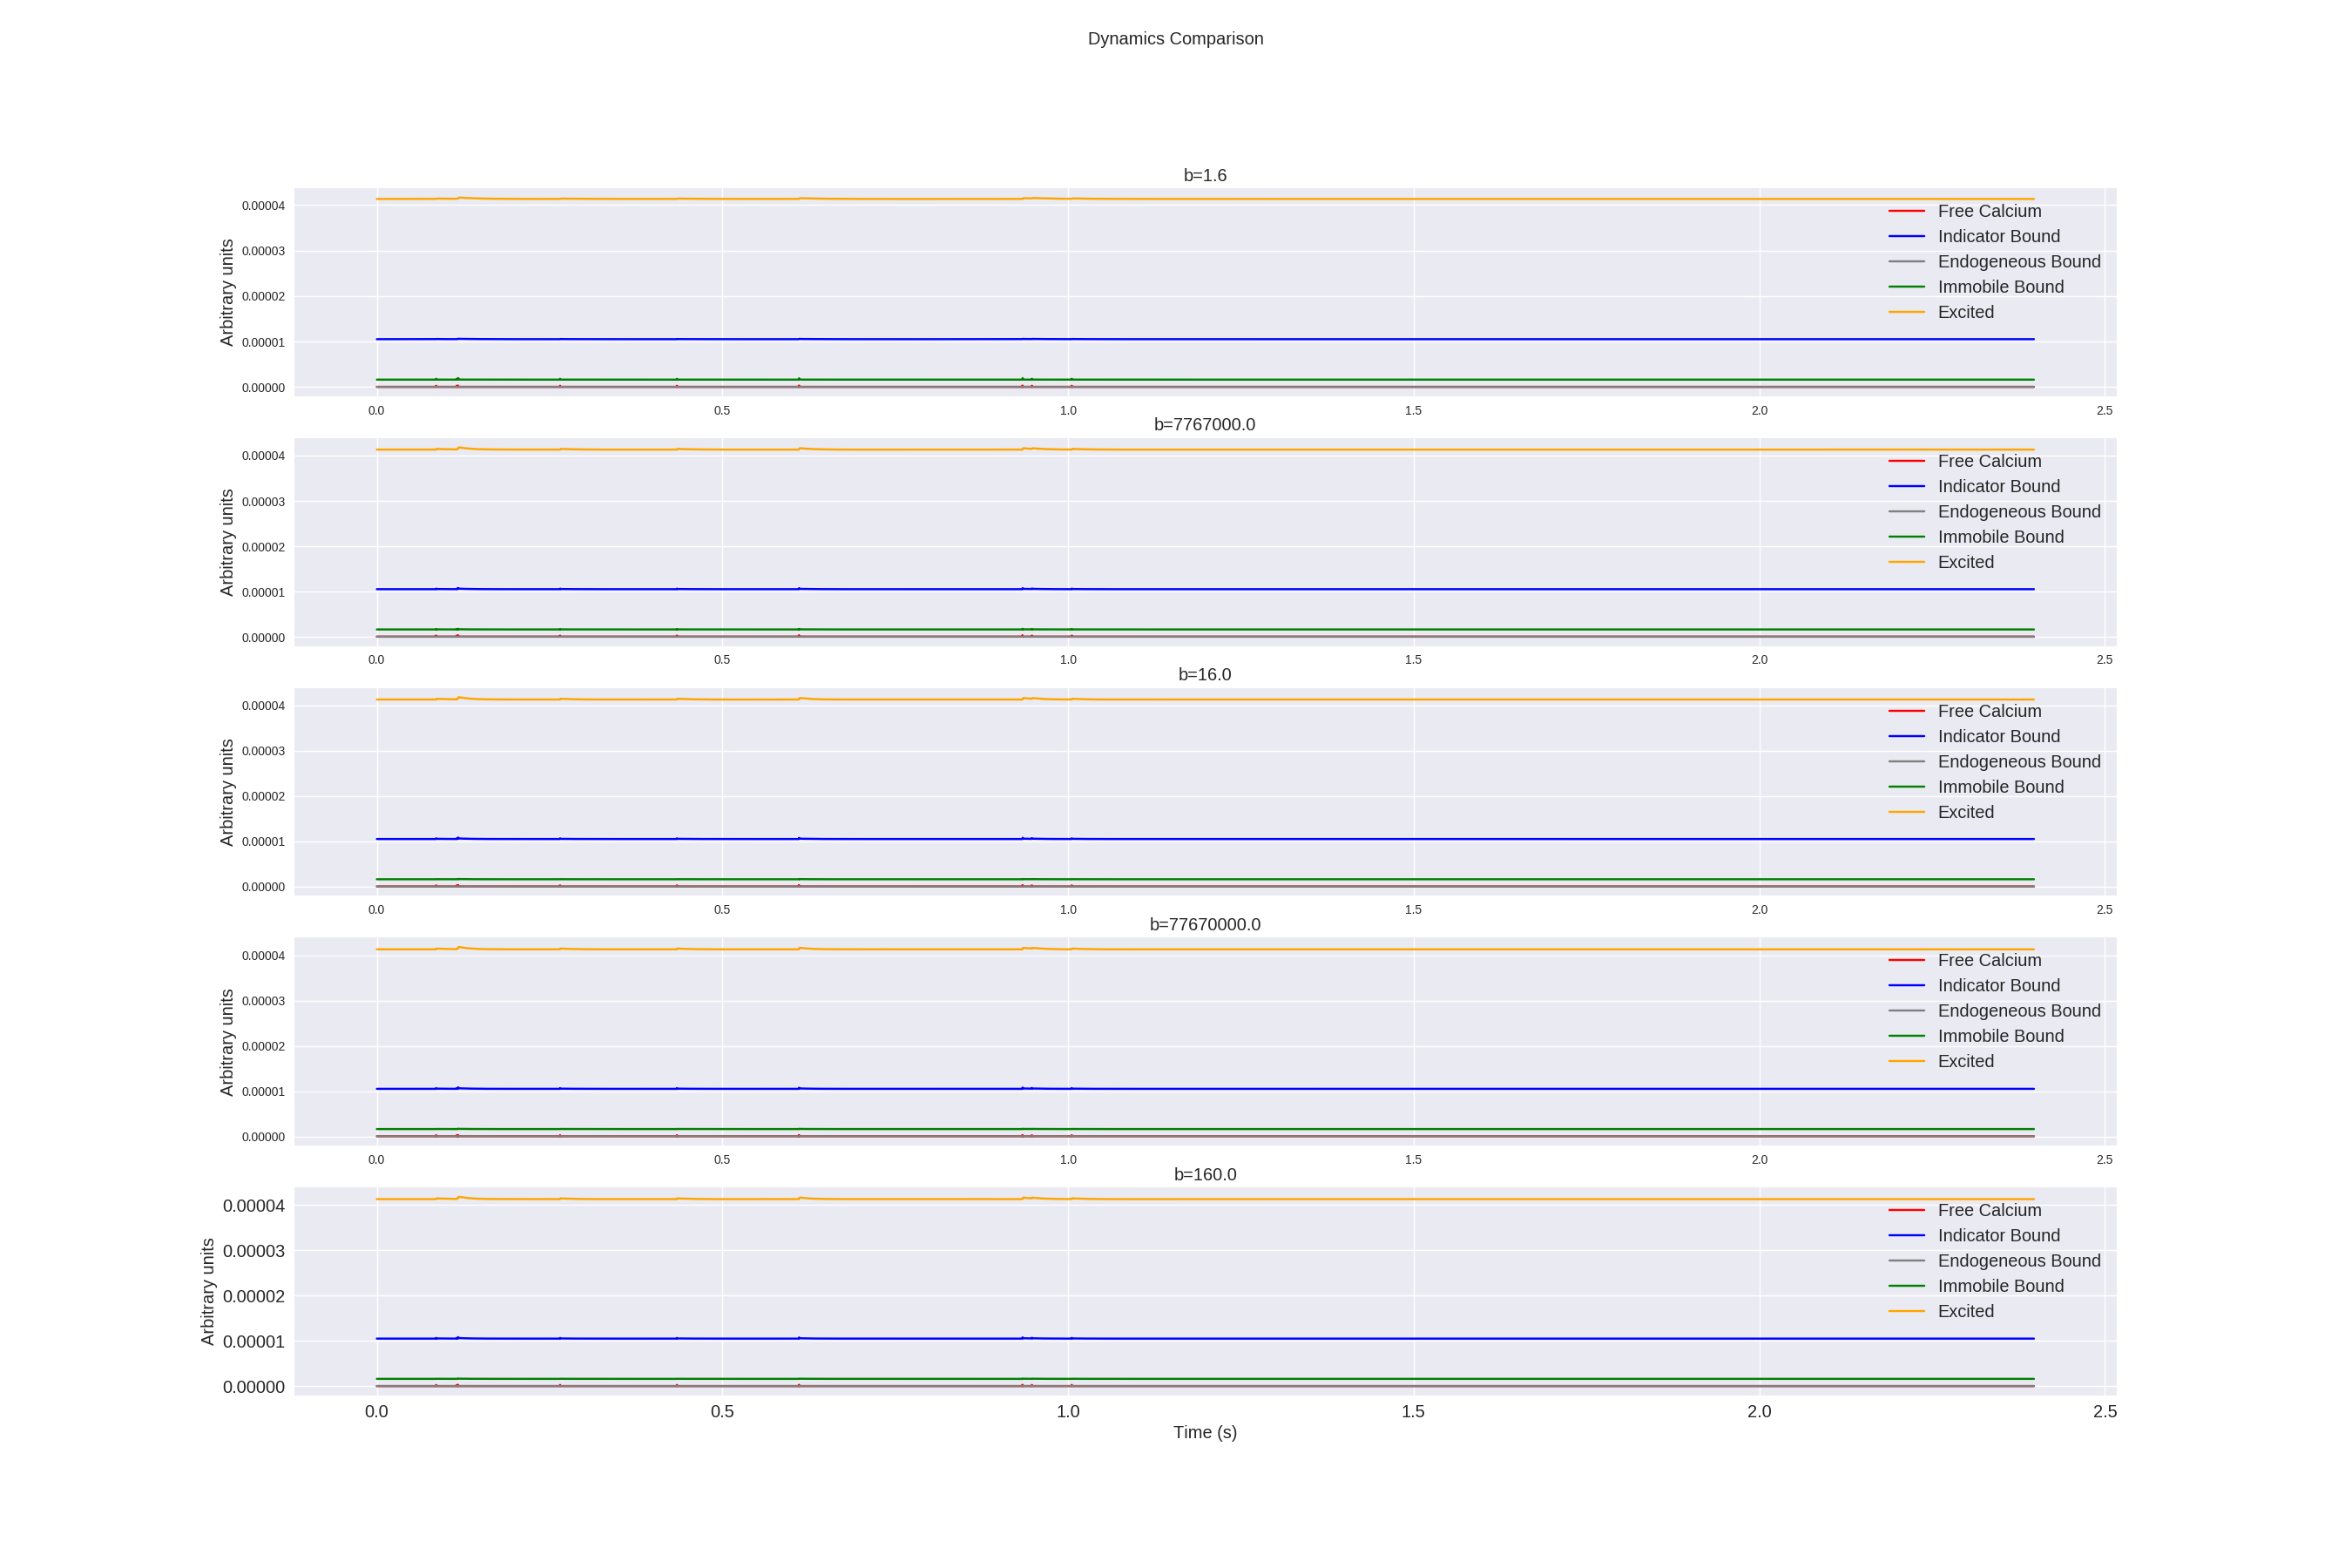 Dynamics Comparison
b=1.6
Arbitrary units
0.00004
0.00003
0.00002
0.00001
0.00000
Free Calcium
Indicator Bound
Endogeneous Bound
Immobile Bound
Excited
0.0 0.5 1.0 1.5 2.0 2.5
b=7767000.0
Arbitrary units
0.00004
0.00003
0.00002
0.00001
0.00000
Free Calcium
Indicator Bound
Endogeneous Bound
Immobile Bound
Excited
0.0 0.5 1.0 1.5 2.0 2.5
b=16.0
Arbitrary units
0.00004
0.00003
0.00002
0.00001
0.00000
Free Calcium
Indicator Bound
Endogeneous Bound
Immobile Bound
Excited
0.0 0.5 1.0 1.5 2.0 2.5
b=77670000.0
Arbitrary units
0.00004
0.00003
0.00002
0.00001
0.00000
Free Calcium
Indicator Bound
Endogeneous Bound
Immobile Bound
Excited
0.0 0.5 1.0 1.5 2.0 2.5
b=160.0
Arbitrary units
0.00004
0.00003
0.00002
0.00001
0.00000
Free Calcium
Indicator Bound
Endogeneous Bound
Immobile Bound
Excited
0.0 0.5 1.0 1.5 2.0 2.5
Time (s)